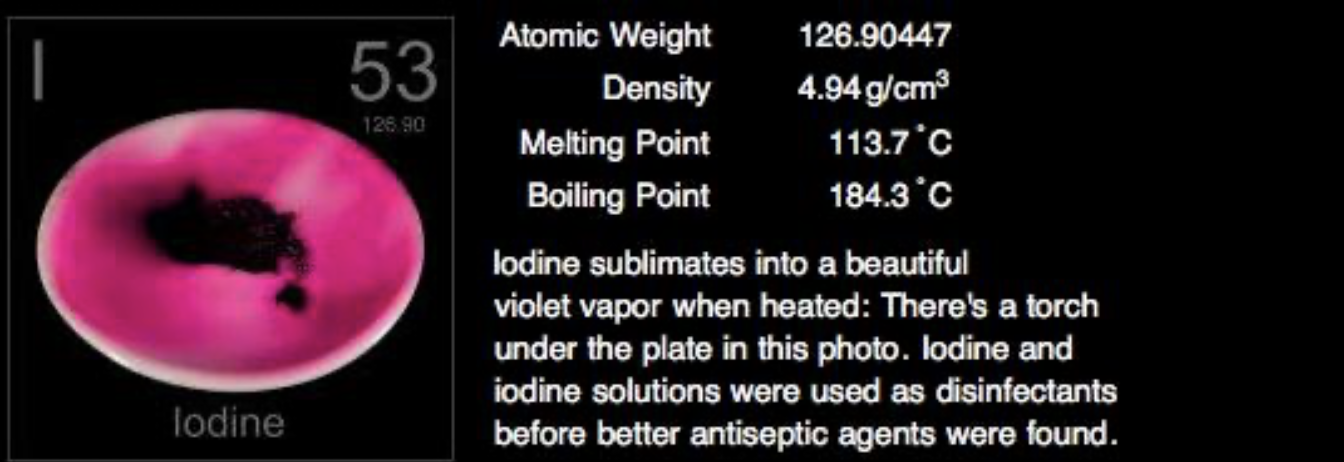 I 53
126.90
Iodine
Atomic Weight 126.90447
Density 4.94 g/cm³
Melting Point 113.7 °C
Boiling Point 184.3 °C
Iodine sublimates into a beautiful
violet vapor when heated: There's a torch
under the plate in this photo. Iodine and
iodine solutions were used as disinfectants
before better antiseptic agents were found.